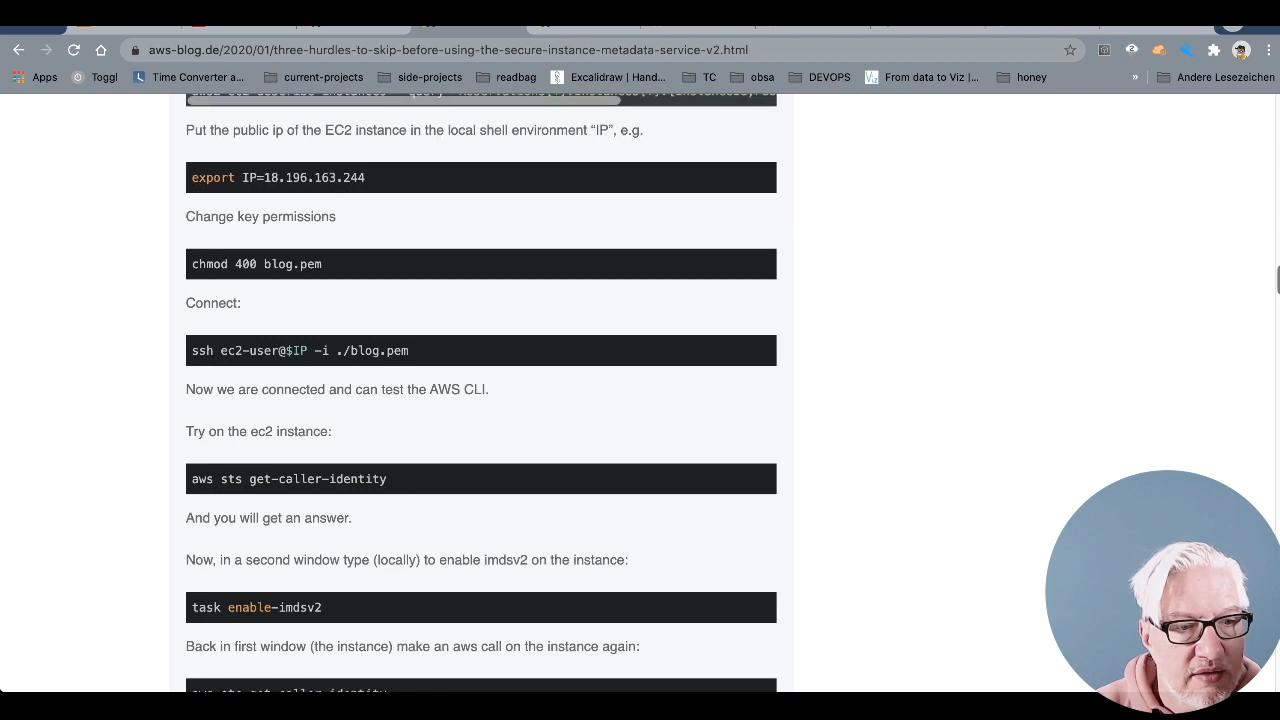 aws-blog.de/2020/01/three-hurdles-to-skip-before-using-the-secure-instance-metadata-service-v2.html
Apps Toggl Time Converter a... current-projects side-projects readbag Excalidraw | Hand... TC obsa DEVOPS From data to Viz |... honey » Andere Lesezeichen
Put the public ip of the EC2 instance in the local shell environment “IP”, e.g.
export IP=18.196.163.244
Change key permissions
chmod 400 blog.pem
Connect:
ssh ec2-user@$IP -i ./blog.pem
Now we are connected and can test the AWS CLI.
Try on the ec2 instance:
aws sts get-caller-identity
And you will get an answer.
Now, in a second window type (locally) to enable imdsv2 on the instance:
task enable-imdsv2
Back in first window (the instance) make an aws call on the instance again:
aws sts get-caller-identity